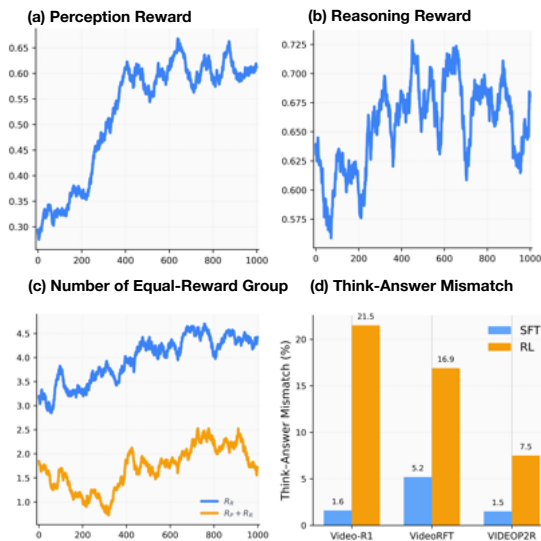 (a) Perception Reward
0.65
0.60
0.55
0.50
0.45
0.40
0.35
0.30
0 200 400 600 800 1000
(b) Reasoning Reward
0.725
0.700
0.675
0.650
0.625
0.600
0.575
0 200 400 600 800 1000
(c) Number of Equal-Reward Group
4.5
4.0
3.5
3.0
2.5
2.0
1.5
1.0
R_R
R_P + R_R
0 200 400 600 800 1000
(d) Think-Answer Mismatch
Think–Answer Mismatch (%)
20
15
10
5
0
SFT
RL
1.6 21.5 5.2 16.9 1.5 7.5
Video-R1 VideoRFT VIDEOP2R